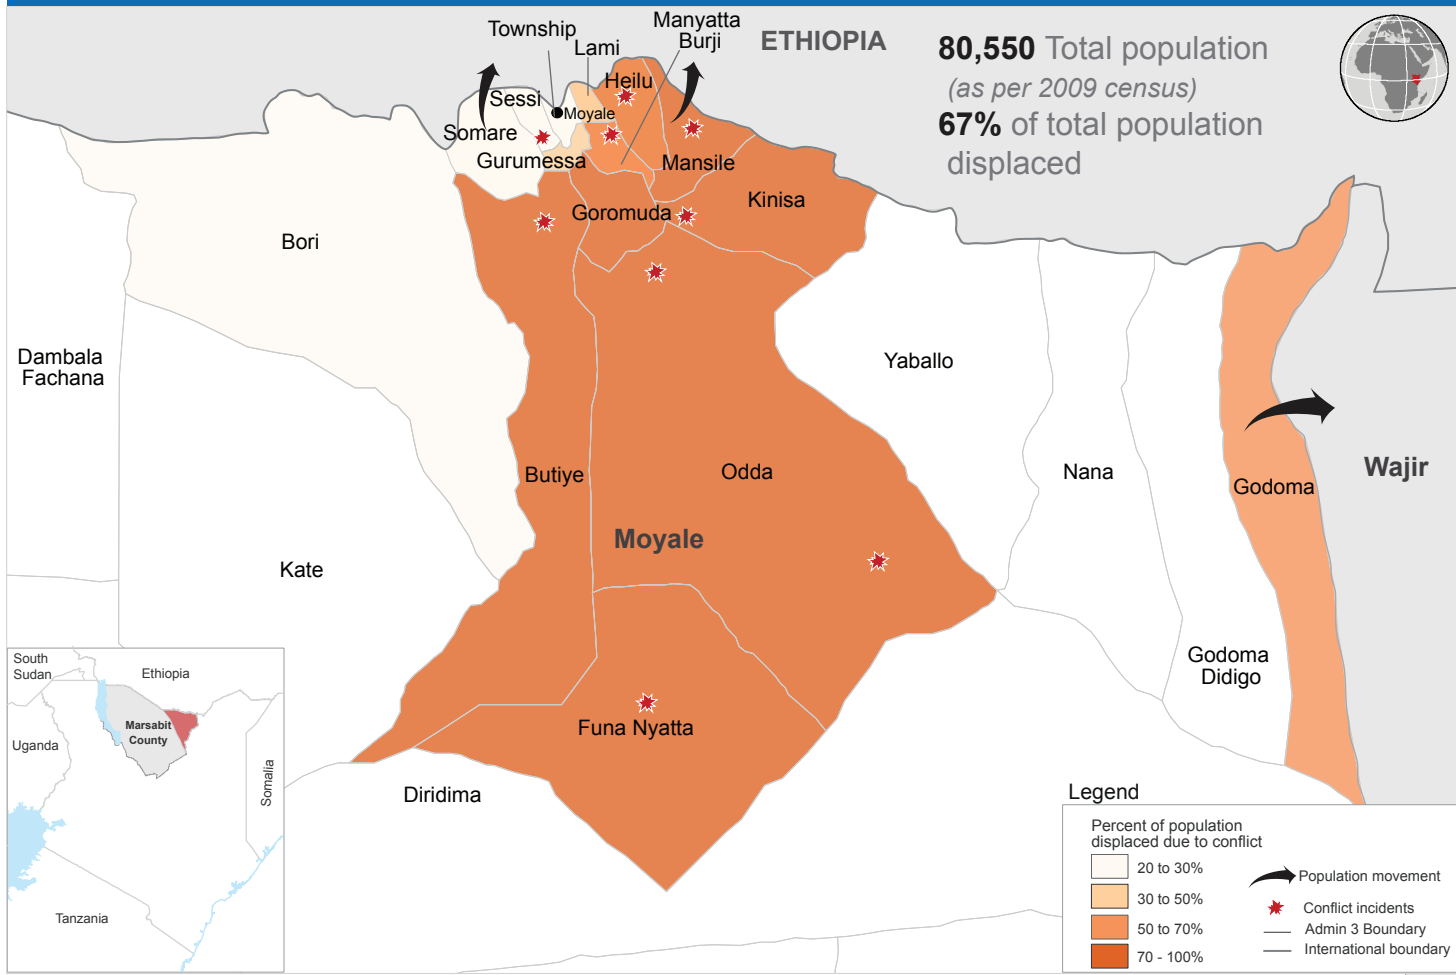 Township
Lami
Manyatta
Burji
ETHIOPIA
80,550 Total population
(as per 2009 census)
67% of total population
displaced
Heilu
Sessi
Moyale
Somare
Gurumessa
Mansile
Kinisa
Goromuda
Bori
Dambala
Fachana
Yaballo
Butiye
Odda
Nana
Godoma
Wajir
Moyale
Kate
Godoma
Didigo
Funa Nyatta
Diridima
South
Sudan
Ethiopia
Marsabit
County
Uganda
Somalia
Tanzania
Legend
Percent of population
displaced due to conflict
20 to 30%
30 to 50%
50 to 70%
70 - 100%
Population movement
Conflict incidents
Admin 3 Boundary
International boundary